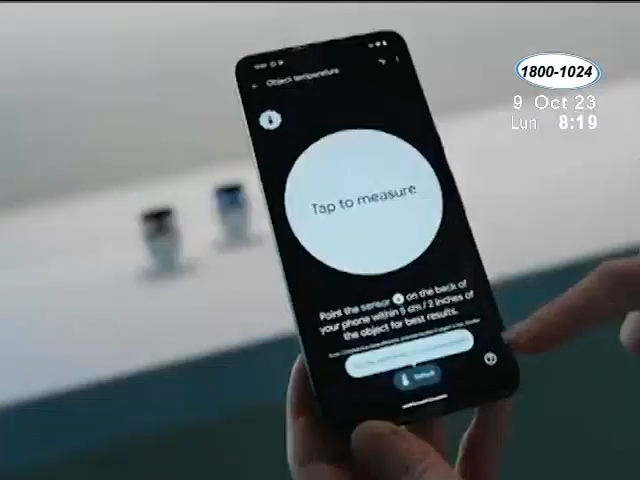 1800-1024
9 Oct 23
Lun 8:19
Object temperature
Tap to measure
Point the sensor on the back of
your phone within 5 cm / 2 inches of
the object for best results.
Default